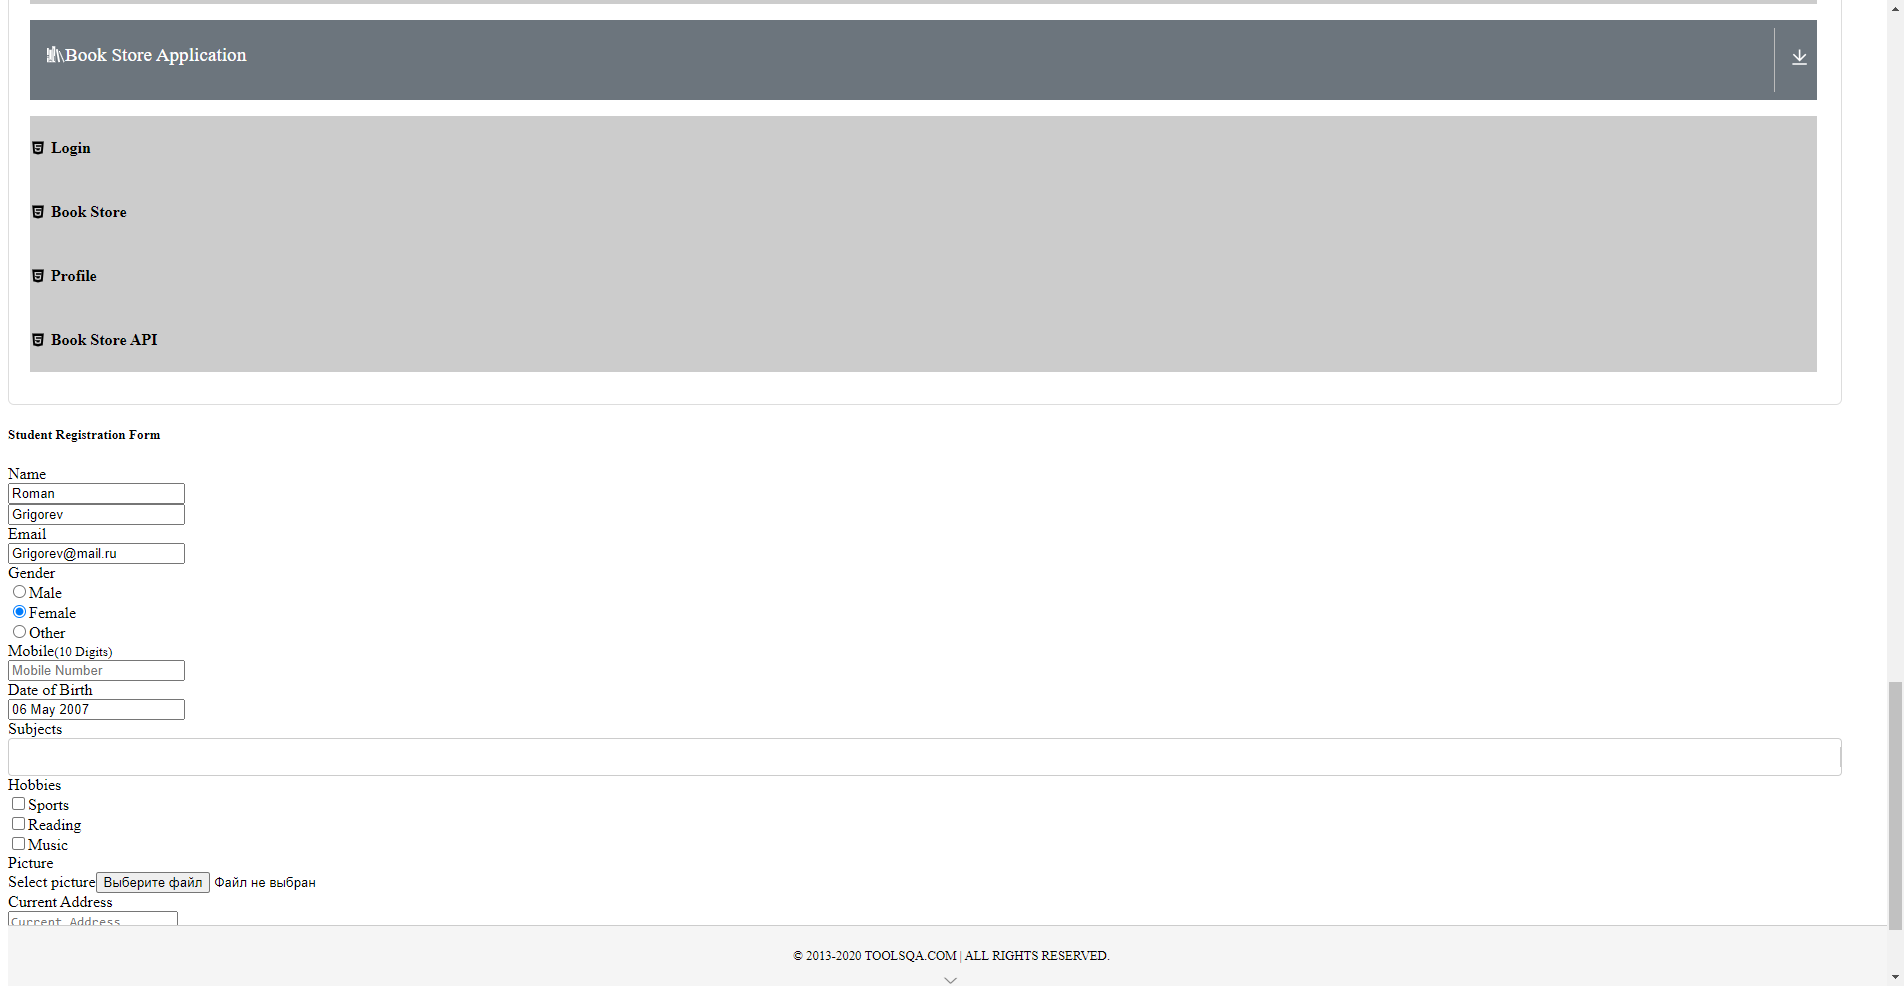 Book Store Application
Login
Book Store
Profile
Book Store API
Student Registration Form
Name
Roman
Grigorev
Email
Grigorev@mail.ru
Gender
Male
Female
Other
Mobile(10 Digits)
Mobile Number
Date of Birth
06 May 2007
Subjects
Hobbies
Sports
Reading
Music
Picture
Select picture Выберите файл Файл не выбран
Current Address
Current Address
© 2013-2020 TOOLSQA.COM | ALL RIGHTS RESERVED.